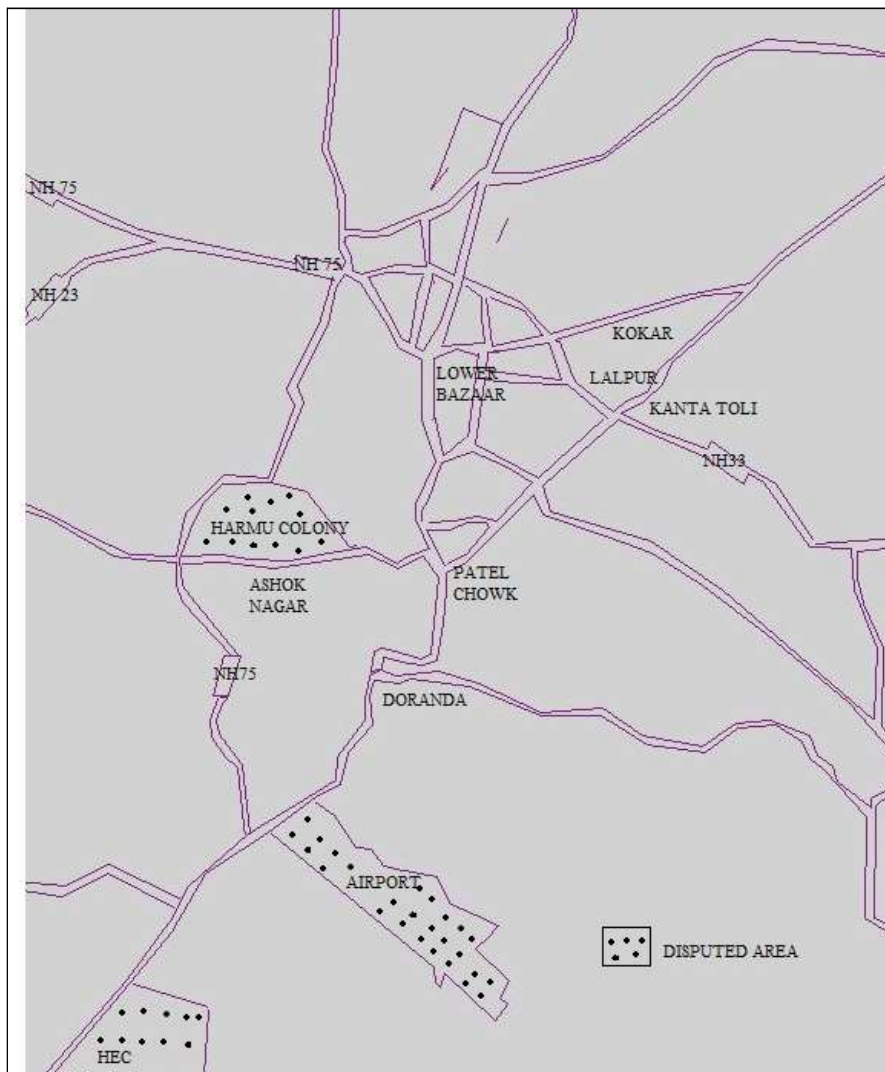 NH 75
NH 75
NH 23
KOKAR
LOWER
BAZAAR
LALPUR
KANTA TOLI
NH33
HARMU COLONY
ASHOK
NAGAR
PATEL
CHOWK
NH75
DORANDA
AIRPORT
DISPUTED AREA
HEC